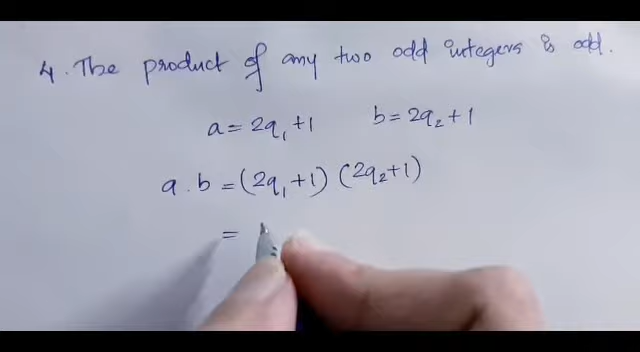 4. The product of any two odd integers is odd.
a = 2q₁ + 1 b = 2q₂ + 1
a . b = (2q₁ + 1) (2q₂ + 1)
=